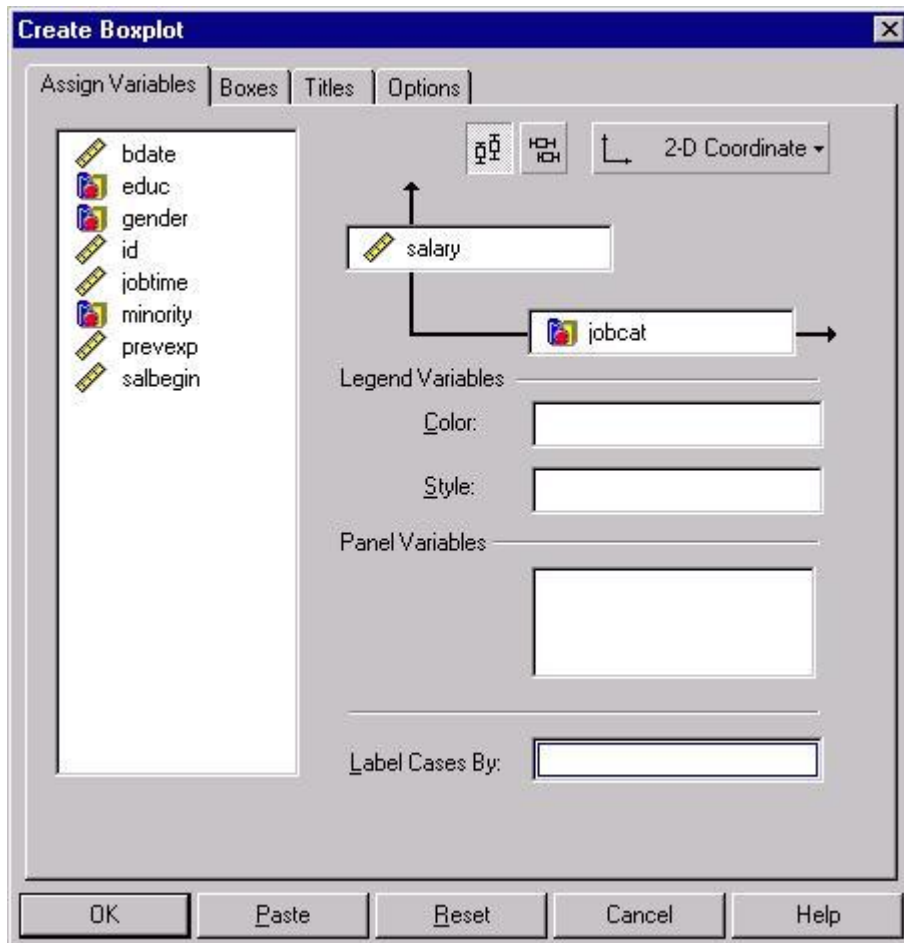 Create Boxplot
Assign Variables Boxes Titles Options
bdate
educ
gender
id
jobtime
minority
prevexp
salbegin
2-D Coordinate
salary
jobcat
Legend Variables
Color:
Style:
Panel Variables
Label Cases By:
OK Paste Reset Cancel Help